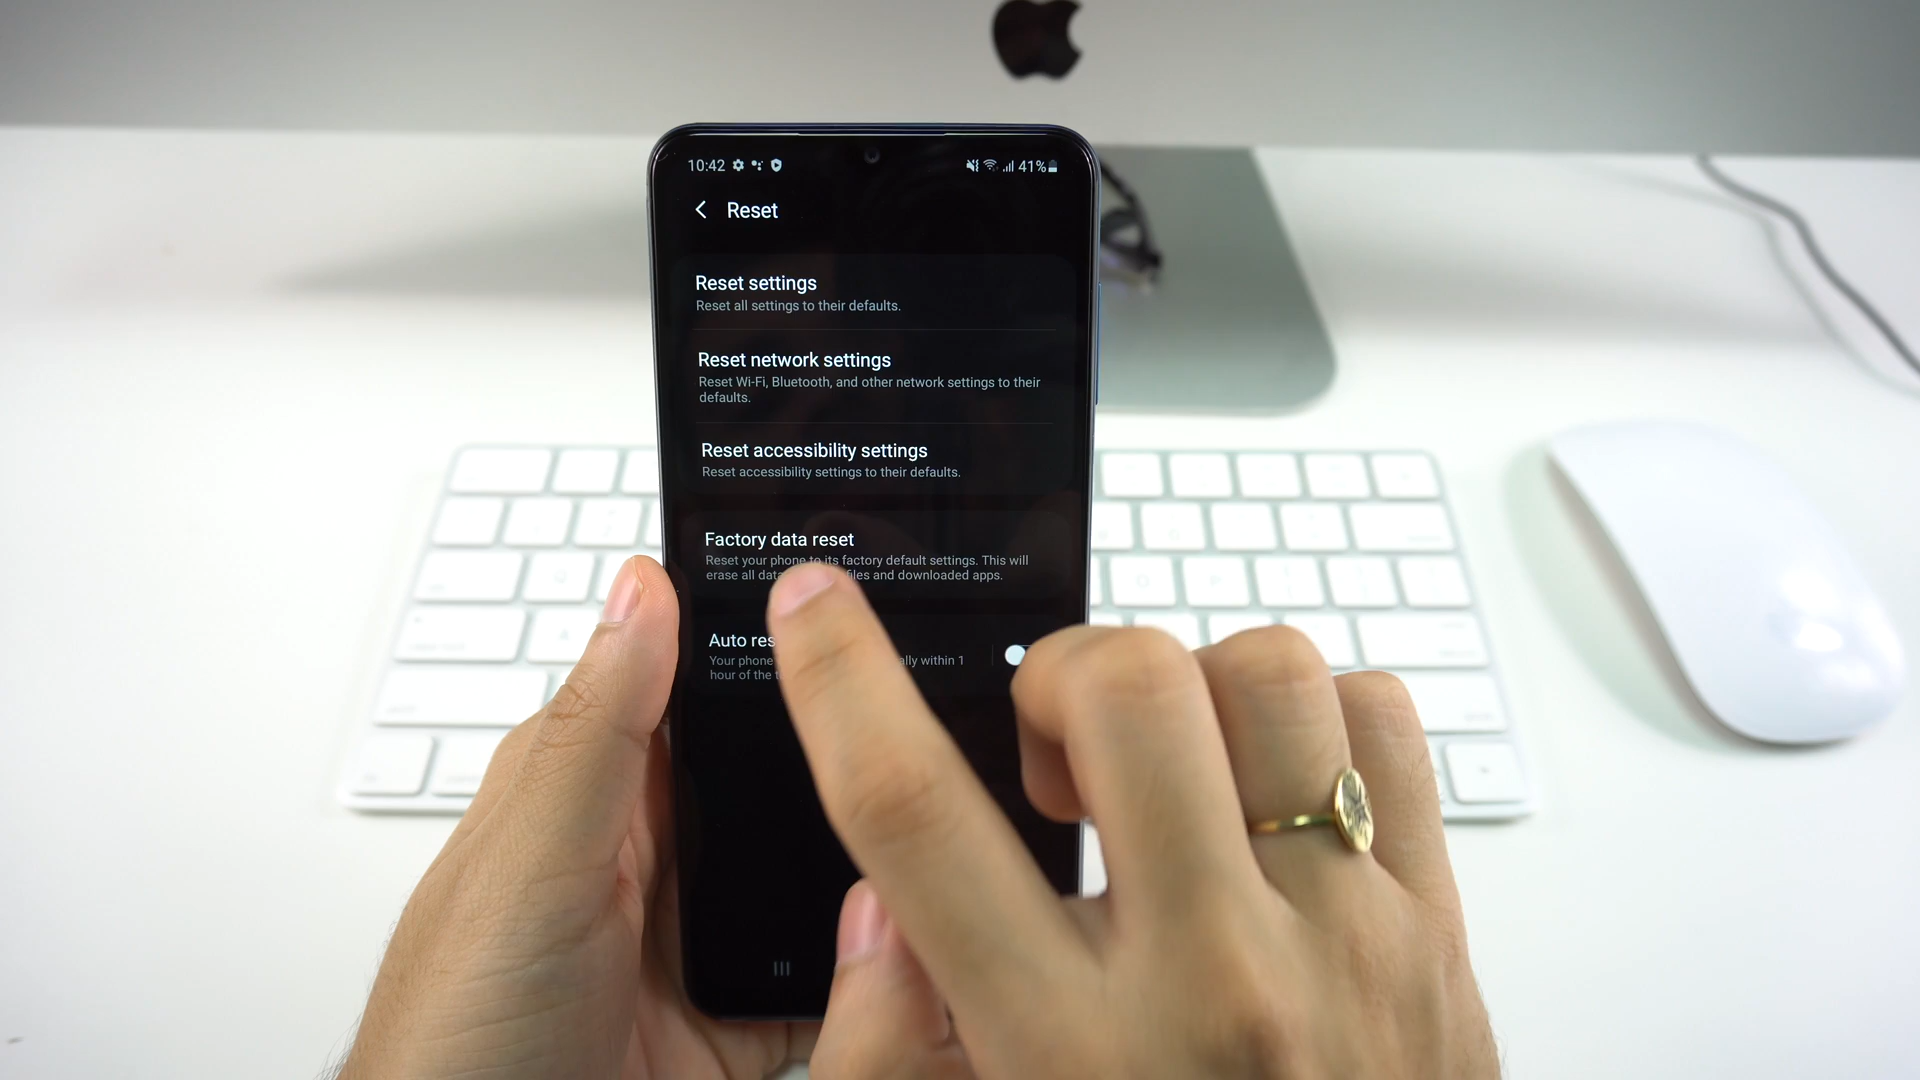 10:42 41%
Reset
Reset settings
Reset all settings to their defaults.
Reset network settings
Reset Wi-Fi, Bluetooth, and other network settings to their
defaults.
Reset accessibility settings
Reset accessibility settings to their defaults.
Factory data reset
Reset your phone to its factory default settings. This will
erase all data files and downloaded apps.
Auto
Your phone within 1
hour of the